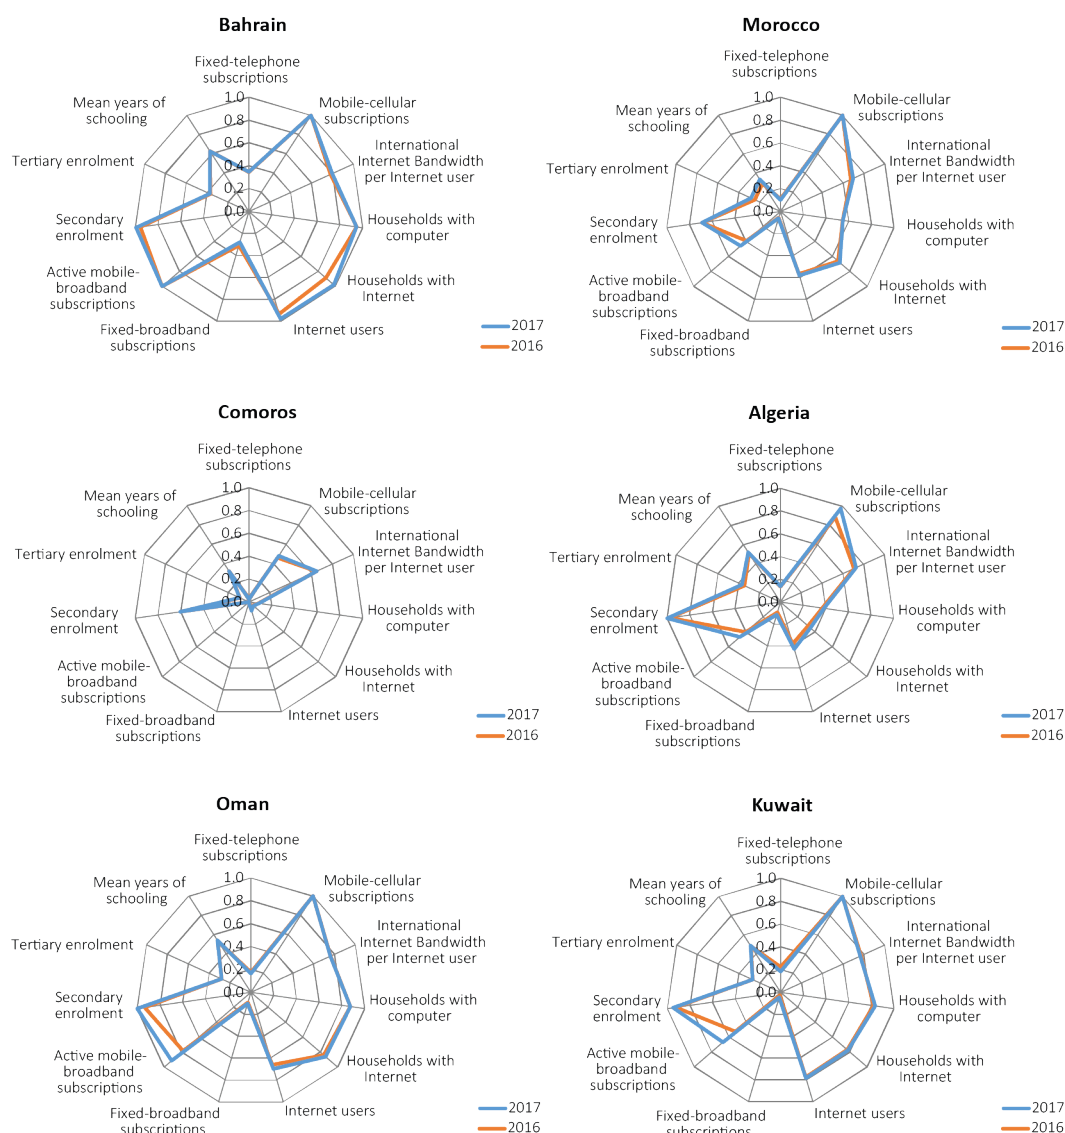 Bahrain
Fixed-telephone
subscriptions
Mean years of
schooling
1.0
Mobile-cellular
subscriptions
0.8
International
Internet Bandwidth
per Internet user
Tertiary enrolment
0.6
0.4
0.2
0.0
Secondary
enrolment
Households with
computer
Active mobile-
broadband
subscriptions
Households with
Internet
Fixed-broadband
subscriptions
Internet users
2017
2016
Morocco
Fixed-telephone
subscriptions
Mean years of
schooling
1.0
Mobile-cellular
subscriptions
0.8
International
Internet Bandwidth
per Internet user
Tertiary enrolment
0.6
0.4
0.2
0.0
Secondary
enrolment
Households with
computer
Active mobile-
broadband
subscriptions
Households with
Internet
Fixed-broadband
subscriptions
Internet users
2017
2016
Comoros
Fixed-telephone
subscriptions
Mean years of
schooling
1.0
Mobile-cellular
subscriptions
0.8
International
Internet Bandwidth
per Internet user
Tertiary enrolment
0.6
0.4
0.2
0.0
Secondary
enrolment
Households with
computer
Active mobile-
broadband
subscriptions
Households with
Internet
Fixed-broadband
subscriptions
Internet users
2017
2016
Algeria
Fixed-telephone
subscriptions
Mean years of
schooling
1.0
Mobile-cellular
subscriptions
0.8
International
Internet Bandwidth
per Internet user
Tertiary enrolment
0.6
0.4
0.2
0.0
Secondary
enrolment
Households with
computer
Active mobile-
broadband
subscriptions
Households with
Internet
Fixed-broadband
subscriptions
Internet users
2017
2016
Oman
Fixed-telephone
subscriptions
Mean years of
schooling
1.0
Mobile-cellular
subscriptions
0.8
International
Internet Bandwidth
per Internet user
Tertiary enrolment
0.6
0.4
0.2
0.0
Secondary
enrolment
Households with
computer
Active mobile-
broadband
subscriptions
Households with
Internet
Fixed-broadband
subscriptions
Internet users
2017
2016
Kuwait
Fixed-telephone
subscriptions
Mean years of
schooling
1.0
Mobile-cellular
subscriptions
0.8
International
Internet Bandwidth
per Internet user
Tertiary enrolment
0.6
0.4
0.2
0.0
Secondary
enrolment
Households with
computer
Active mobile-
broadband
subscriptions
Households with
Internet
Fixed-broadband
subscriptions
Internet users
2017
2016